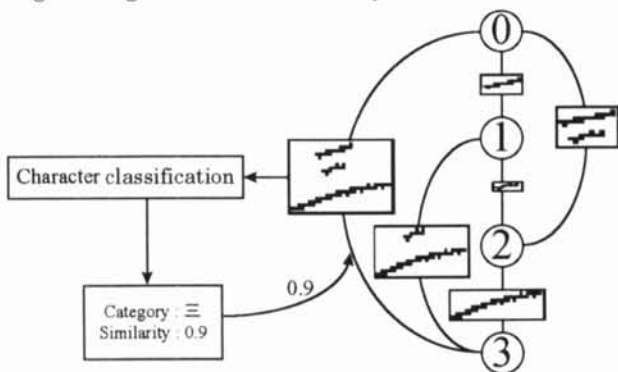 0
1
Character classification
2
0.9
Category : 三
Similarity : 0.9
3